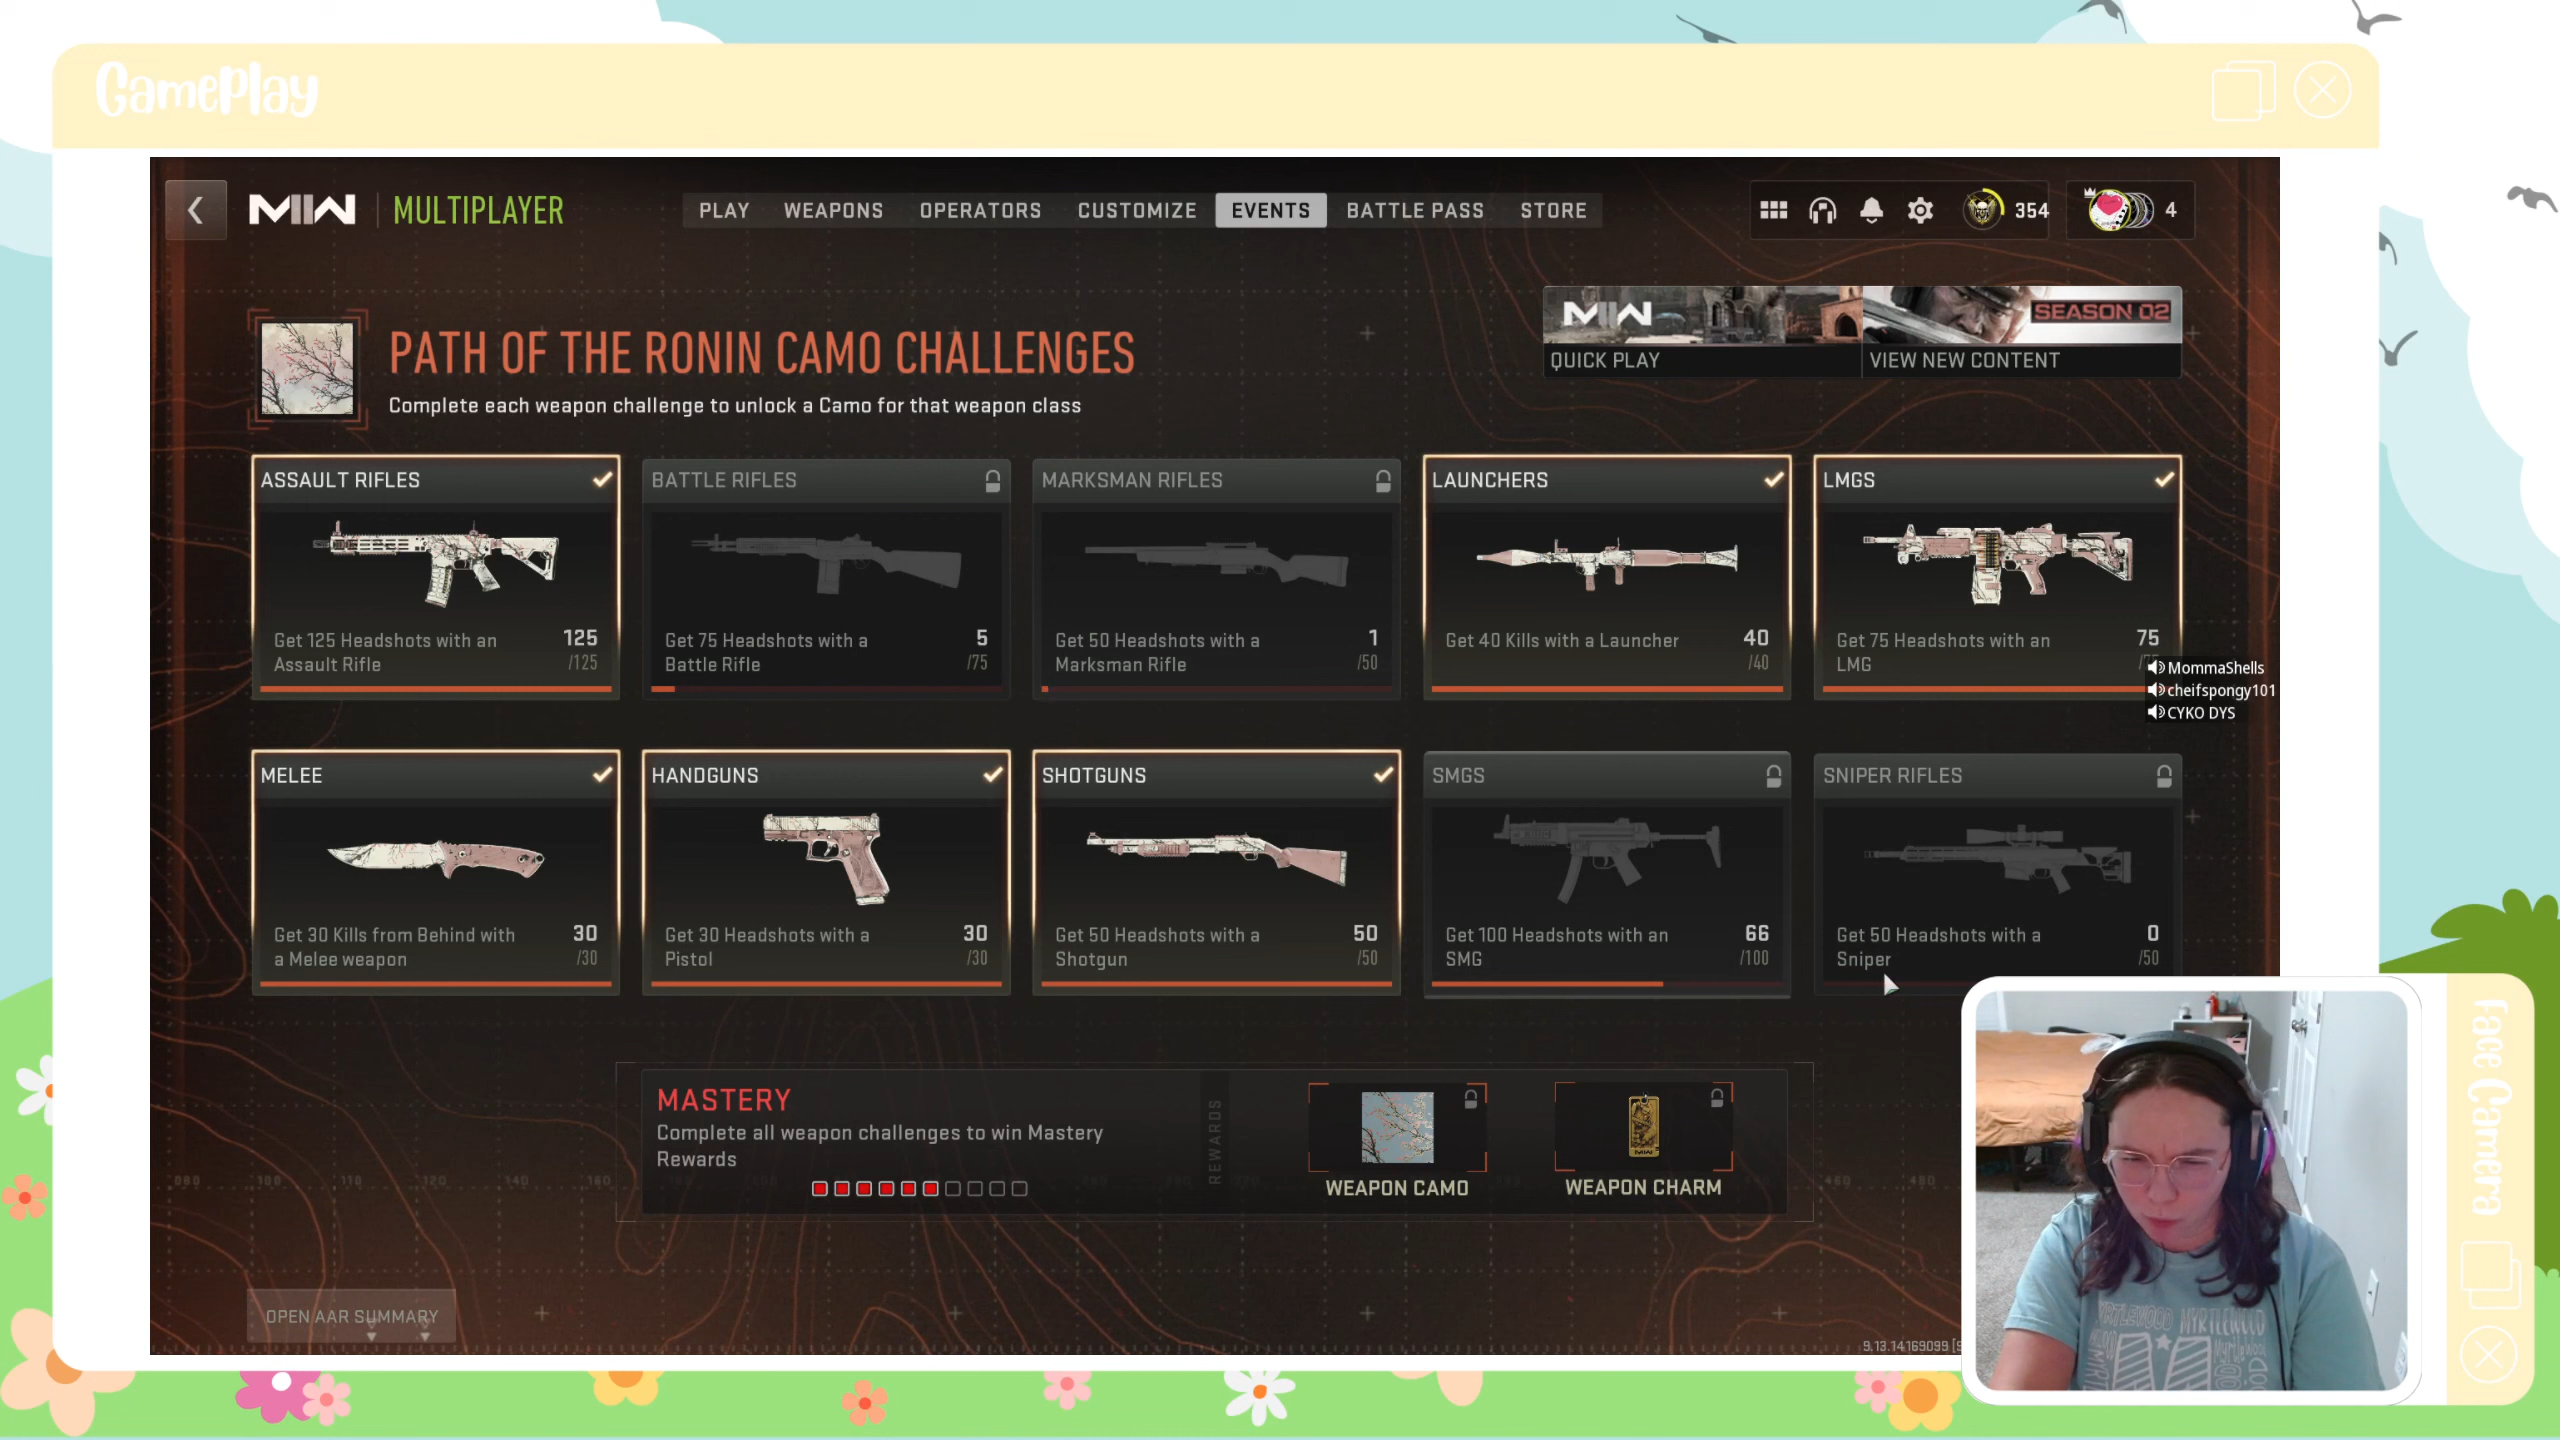 GamePlay
MW MULTIPLAYER
PLAY WEAPONS OPERATORS CUSTOMIZE EVENTS BATTLE PASS STORE
354
4
PATH OF THE RONIN CAMO CHALLENGES
Complete each weapon challenge to unlock a Camo for that weapon class
MW
SEASON 02
QUICK PLAY
VIEW NEW CONTENT
ASSAULT RIFLES
Get 125 Headshots with an
Assault Rifle
125
/125
BATTLE RIFLES
Get 75 Headshots with a
Battle Rifle
5
/75
MARKSMAN RIFLES
Get 50 Headshots with a
Marksman Rifle
1
/50
LAUNCHERS
Get 40 Kills with a Launcher
40
/40
LMGS
Get 75 Headshots with an
LMG
75
MommaShells
cheifspongy101
CYKO DYS
MELEE
Get 30 Kills from Behind with
a Melee weapon
30
/30
HANDGUNS
Get 30 Headshots with a
Pistol
30
/30
SHOTGUNS
Get 50 Headshots with a
Shotgun
50
/50
SMGS
Get 100 Headshots with an
SMG
66
/100
SNIPER RIFLES
Get 50 Headshots with a
Sniper
0
/50
MASTERY
Complete all weapon challenges to win Mastery
Rewards
REWARDS
WEAPON CAMO
WEAPON CHARM
OPEN AAR SUMMARY
9.13.14169099
face Camera
MYRTLEWOOD